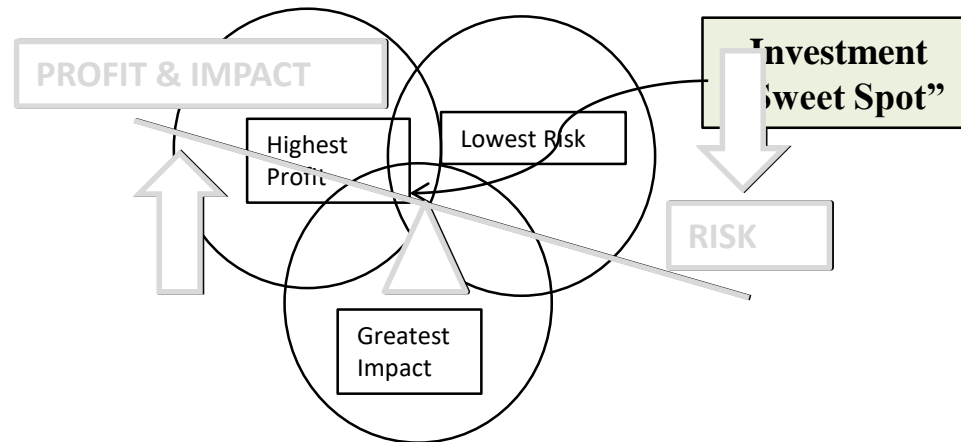 PROFIT & IMPACT
Investment
Sweet Spot”
Highest
Profit
Lowest Risk
RISK
Greatest
Impact